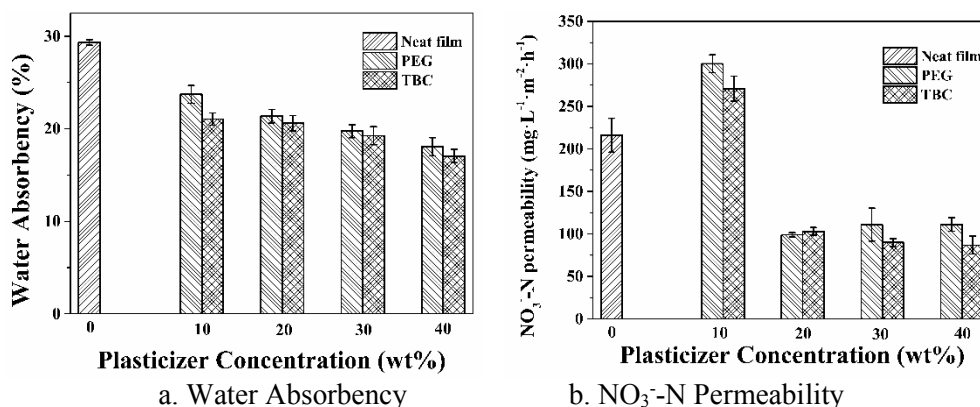 Water Absorbency (%)
30
20
10
0
Neat film
PEG
TBC
0 10 20 30 40
Plasticizer Concentration (wt%)
a. Water Absorbency
NO₃⁻-N permeability (mg·L⁻¹·m⁻²·h⁻¹)
350
300
250
200
150
100
50
0
Neat film
PEG
TBC
0 10 20 30 40
Plasticizer Concentration (wt%)
b. NO₃⁻-N Permeability